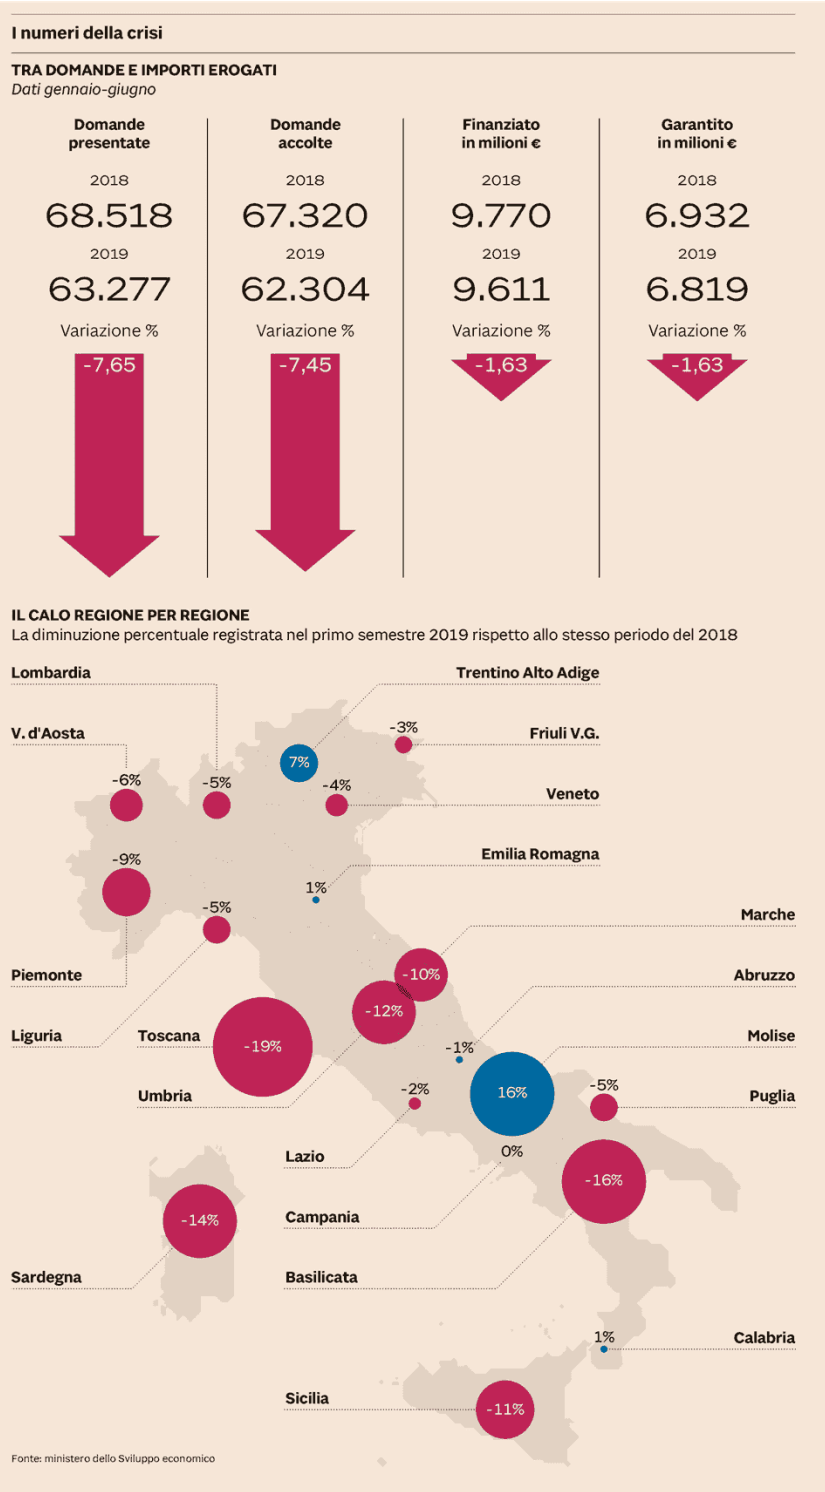 I numeri della crisi
TRA DOMANDE E IMPORTI EROGATI
Dati gennaio-giugno
Domande
presentate
2018
68.518
2019
63.277
Variazione %
-7,65
Domande
accolte
2018
67.320
2019
62.304
Variazione %
-7,45
Finanziato
in milioni €
2018
9.770
2019
9.611
Variazione %
-1,63
Garantito
in milioni €
2018
6.932
2019
6.819
Variazione %
-1,63
IL CALO REGIONE PER REGIONE
La diminuzione percentuale registrata nel primo semestre 2019 rispetto allo stesso periodo del 2018
Lombardia
-5%
Trentino Alto Adige
7%
V. d'Aosta
-6%
Friuli V.G.
-3%
Veneto
-4%
Emilia Romagna
1%
Piemonte
-9%
Liguria
-5%
Marche
-10%
Abruzzo
-1%
Toscana
-19%
Molise
16%
Umbria
-12%
Puglia
-5%
Lazio
-2%
Campania
0%
Basilicata
-16%
Sardegna
-14%
Calabria
1%
Sicilia
-11%
Fonte: ministero dello Sviluppo economico